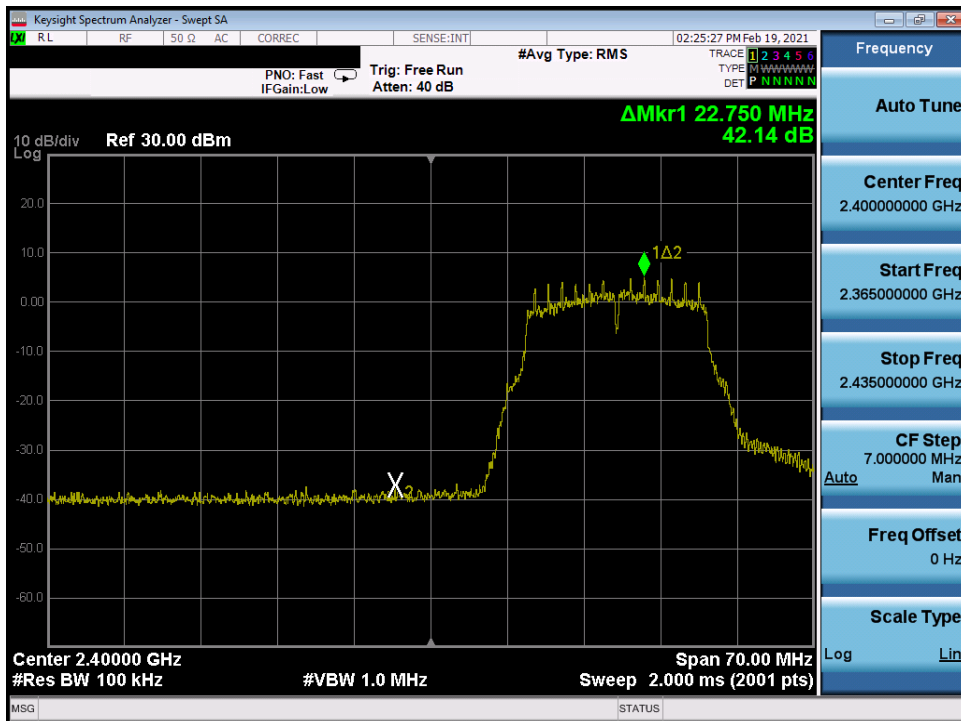 Keysight Spectrum Analyzer - Swept SA
LXI RL RF 50 Ω AC CORREC SENSE:INT 02:25:27 PM Feb 19, 2021
#Avg Type: RMS TRACE 1 2 3 4 5 6
PNO: Fast Trig: Free Run TYPE M W W W W W
IFGain:Low Atten: 40 dB DET P N N N N N
ΔMkr1 22.750 MHz
42.14 dB
10 dB/div Ref 30.00 dBm
Log
20.0
10.0
1Δ2
0.00
-10.0
-20.0
-30.0
X2
-40.0
-50.0
-60.0
Center 2.40000 GHz Span 70.00 MHz
#Res BW 100 kHz #VBW 1.0 MHz Sweep 2.000 ms (2001 pts)
MSG STATUS
Frequency
Auto Tune
Center Freq
2.400000000 GHz
Start Freq
2.365000000 GHz
Stop Freq
2.435000000 GHz
CF Step
7.000000 MHz
Auto Man
Freq Offset
0 Hz
Scale Type
Log Lin